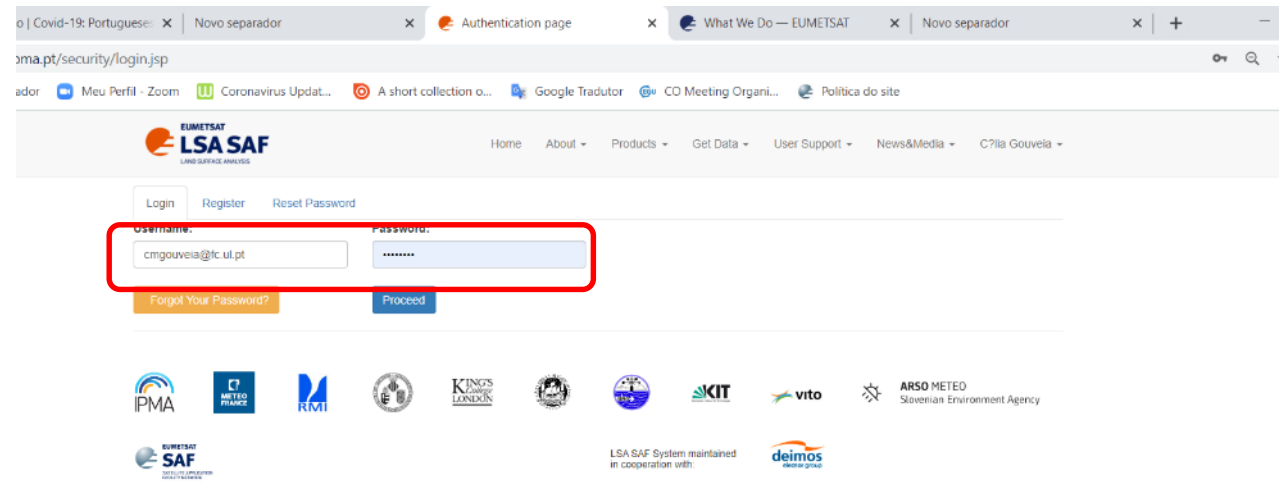 o | Covid-19: Portuguese
Novo separador
Authentication page
What We Do — EUMETSAT
Novo separador
oma.pt/security/login.jsp
ador
Meu Perfil - Zoom
Coronavirus Updat...
A short collection o...
Google Tradutor
CO Meeting Organi...
Política do site
EUMETSAT
LSA SAF
LAND SURFACE ANALYSIS
Home
About
Products
Get Data
User Support
News&Media
C?lia Gouveia
Login
Register
Reset Password
Username:
Password:
cmgouveia@fc.ul.pt
••••••••
Forgot Your Password?
Proceed
IPMA
METEO
FRANCE
RMI
KING'S
College
LONDON
KIT
vito
ARSO METEO
Slovenian Environment Agency
EUMETSAT
SAF
LSA SAF System maintained
in cooperation with:
deimos
elecnor group